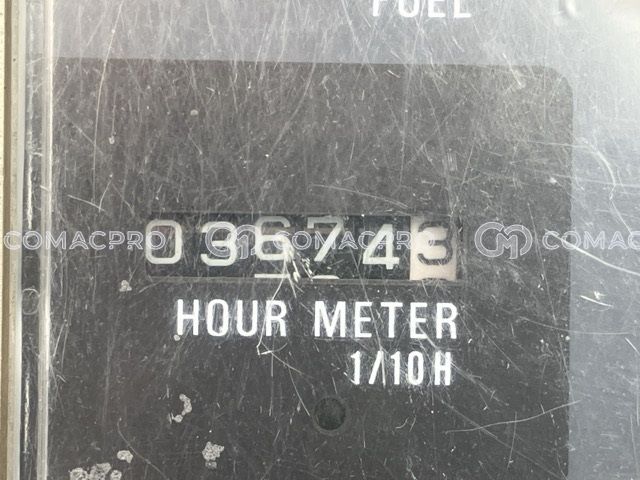 FUEL
COMACPRO COMACPRO
036743
HOUR METER
1/10H